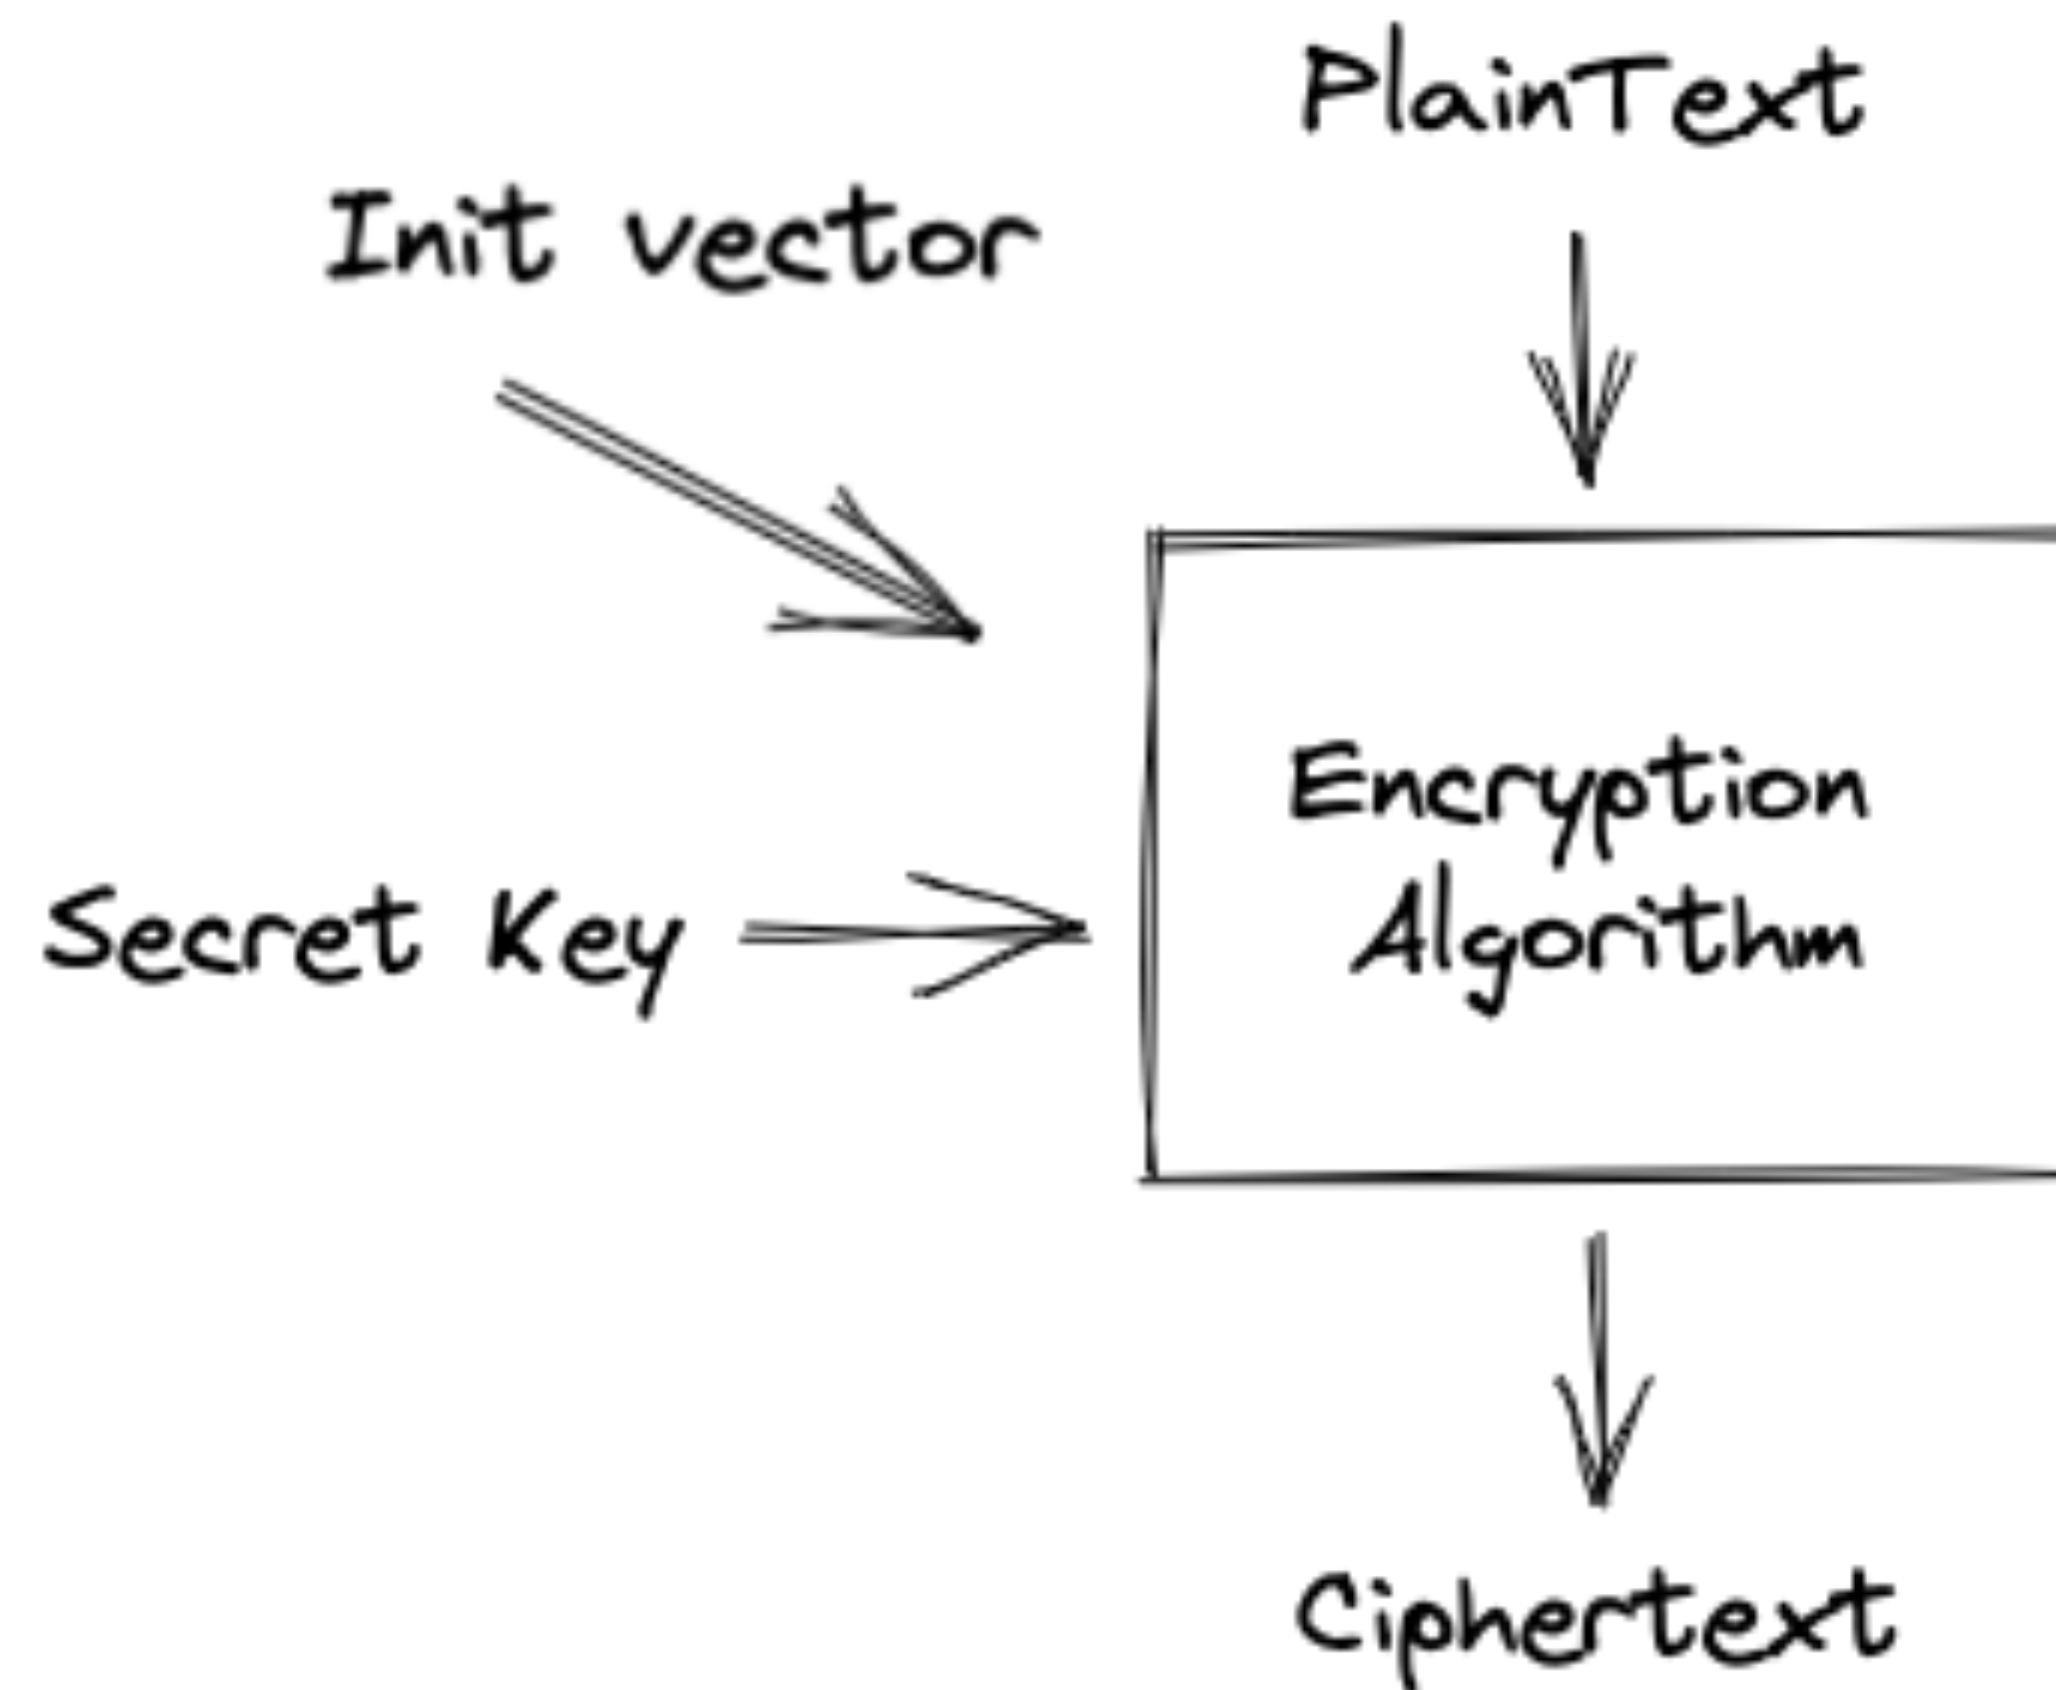 PlainText
Init vector
Encryption
Algorithm
Secret Key
Ciphertext